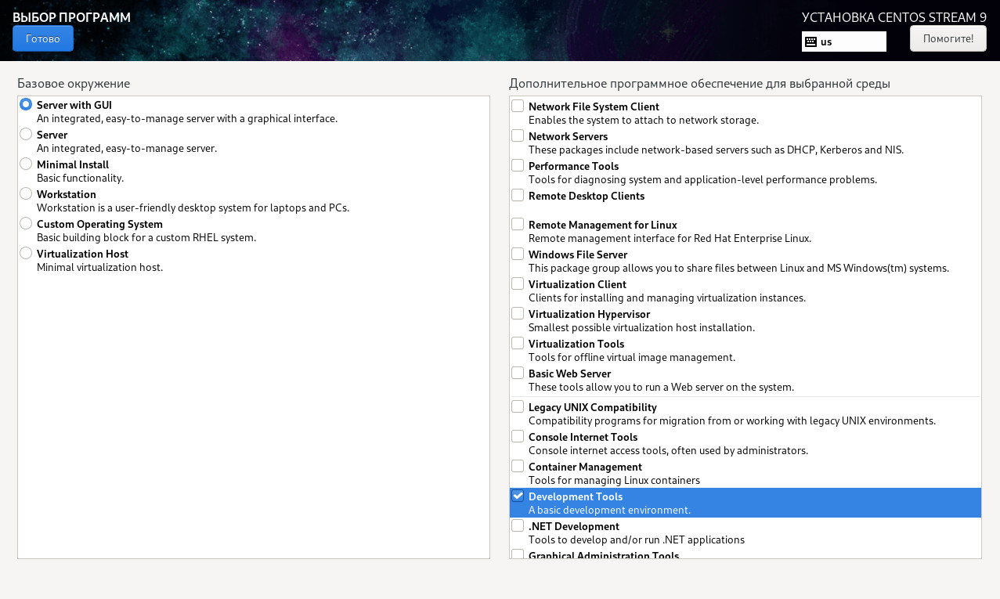 ВЫБОР ПРОГРАММ
Готово
УСТАНОВКА CENTOS STREAM 9
us
Помогите!
Базовое окружение
Server with GUI
An integrated, easy-to-manage server with a graphical interface.
Server
An integrated, easy-to-manage server.
Minimal Install
Basic functionality.
Workstation
Workstation is a user-friendly desktop system for laptops and PCs.
Custom Operating System
Basic building block for a custom RHEL system.
Virtualization Host
Minimal virtualization host.
Дополнительное программное обеспечение для выбранной среды
Network File System Client
Enables the system to attach to network storage.
Network Servers
These packages include network-based servers such as DHCP, Kerberos and NIS.
Performance Tools
Tools for diagnosing system and application-level performance problems.
Remote Desktop Clients
Remote Management for Linux
Remote management interface for Red Hat Enterprise Linux.
Windows File Server
This package group allows you to share files between Linux and MS Windows(tm) systems.
Virtualization Client
Clients for installing and managing virtualization instances.
Virtualization Hypervisor
Smallest possible virtualization host installation.
Virtualization Tools
Tools for offline virtual image management.
Basic Web Server
These tools allow you to run a Web server on the system.
Legacy UNIX Compatibility
Compatibility programs for migration from or working with legacy UNIX environments.
Console Internet Tools
Console internet access tools, often used by administrators.
Container Management
Tools for managing Linux containers
Development Tools
A basic development environment.
.NET Development
Tools to develop and/or run .NET applications
Graphical Administration Tools